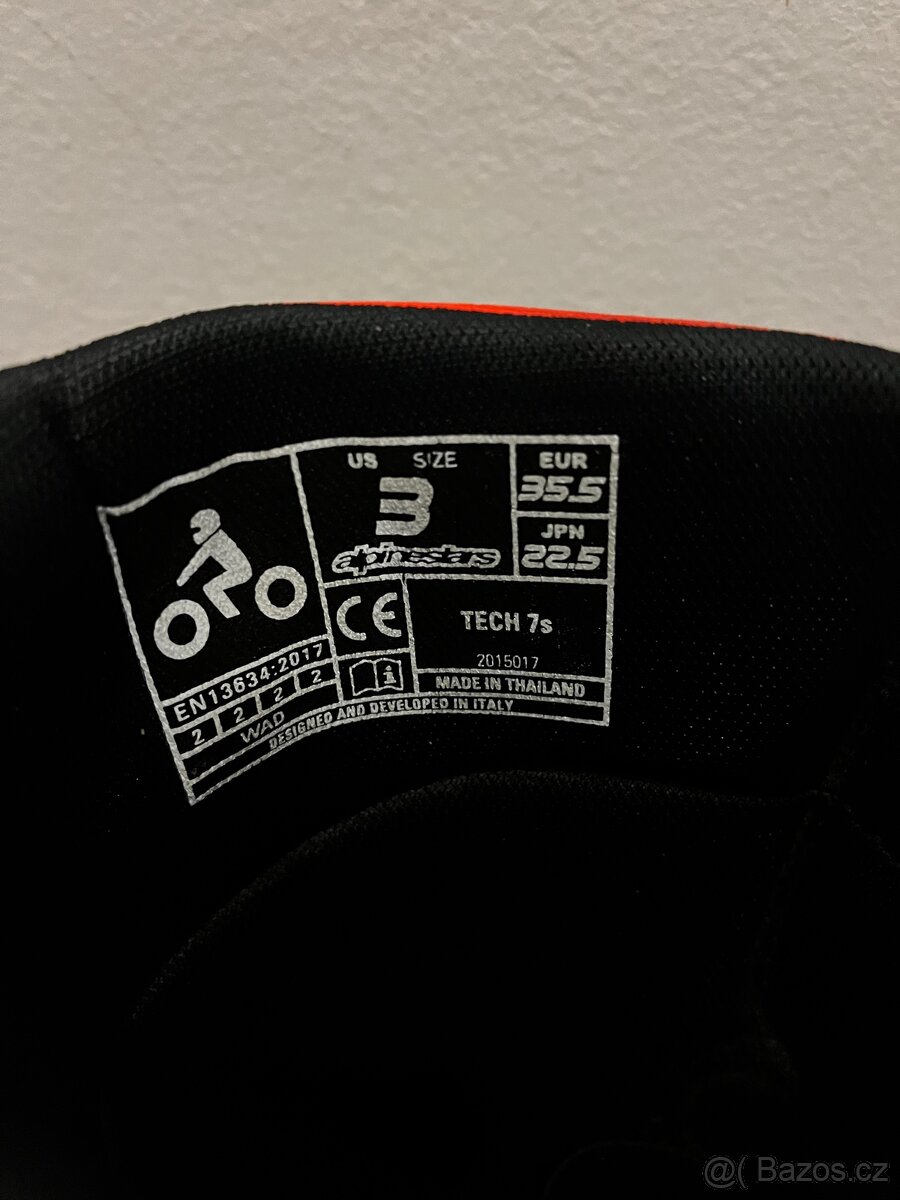 US SIZE
3
alpinestars
EUR
35.5
JPN
22.5
CE
TECH 7s
2015017
EN13634:2017
2 2 2 2
WAD
i
MADE IN THAILAND
DESIGNED AND DEVELOPED IN ITALY
@( Bazos.cz